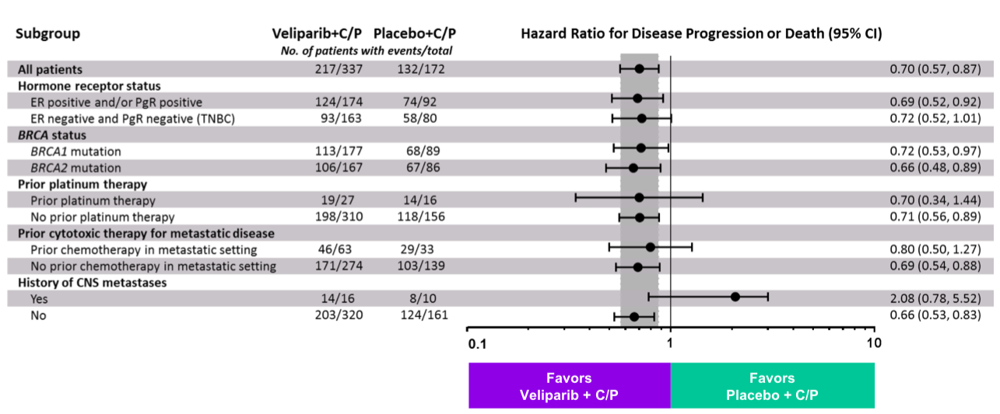 Subgroup Veliparib+C/P Placebo+C/P Hazard Ratio for Disease Progression or Death (95% CI)
No. of patients with events/total
All patients 217/337 132/172 0.70 (0.57, 0.87)
Hormone receptor status
ER positive and/or PgR positive 124/174 74/92 0.69 (0.52, 0.92)
ER negative and PgR negative (TNBC) 93/163 58/80 0.72 (0.52, 1.01)
BRCA status
BRCA1 mutation 113/177 68/89 0.72 (0.53, 0.97)
BRCA2 mutation 106/167 67/86 0.66 (0.48, 0.89)
Prior platinum therapy
Prior platinum therapy 19/27 14/16 0.70 (0.34, 1.44)
No prior platinum therapy 198/310 118/156 0.71 (0.56, 0.89)
Prior cytotoxic therapy for metastatic disease
Prior chemotherapy in metastatic setting 46/63 29/33 0.80 (0.50, 1.27)
No prior chemotherapy in metastatic setting 171/274 103/139 0.69 (0.54, 0.88)
History of CNS metastases
Yes 14/16 8/10 2.08 (0.78, 5.52)
No 203/320 124/161 0.66 (0.53, 0.83)
0.1 1 10
Favors Favors
Veliparib + C/P Placebo + C/P